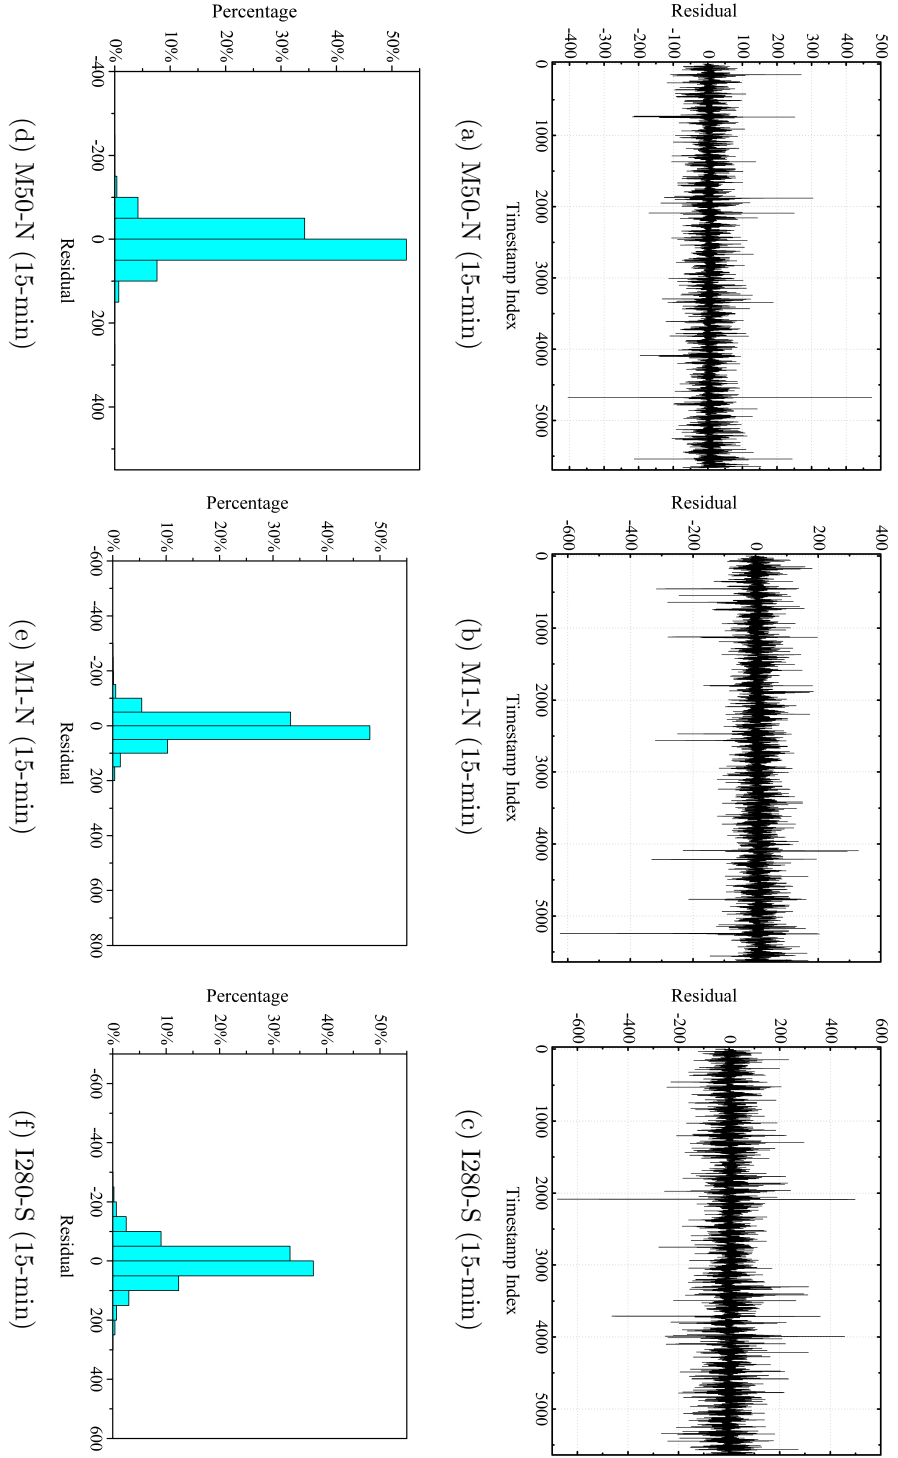 Residual
500
400
300
200
100
0
-100
-200
-300
-400
0 1000 2000 3000 4000 5000
Timestamp Index
(a) M50-N (15-min)
Residual
400
200
0
-200
-400
-600
0 1000 2000 3000 4000 5000
Timestamp Index
(b) M1-N (15-min)
Residual
600
400
200
0
-200
-400
-600
0 1000 2000 3000 4000 5000
Timestamp Index
(c) I280-S (15-min)
Percentage
50%
40%
30%
20%
10%
0%
-400 -200 0 200 400
Residual
(d) M50-N (15-min)
Percentage
50%
40%
30%
20%
10%
0%
-600 -400 -200 0 200 400 600 800
Residual
(e) M1-N (15-min)
Percentage
50%
40%
30%
20%
10%
0%
-600 -400 -200 0 200 400 600
Residual
(f) I280-S (15-min)